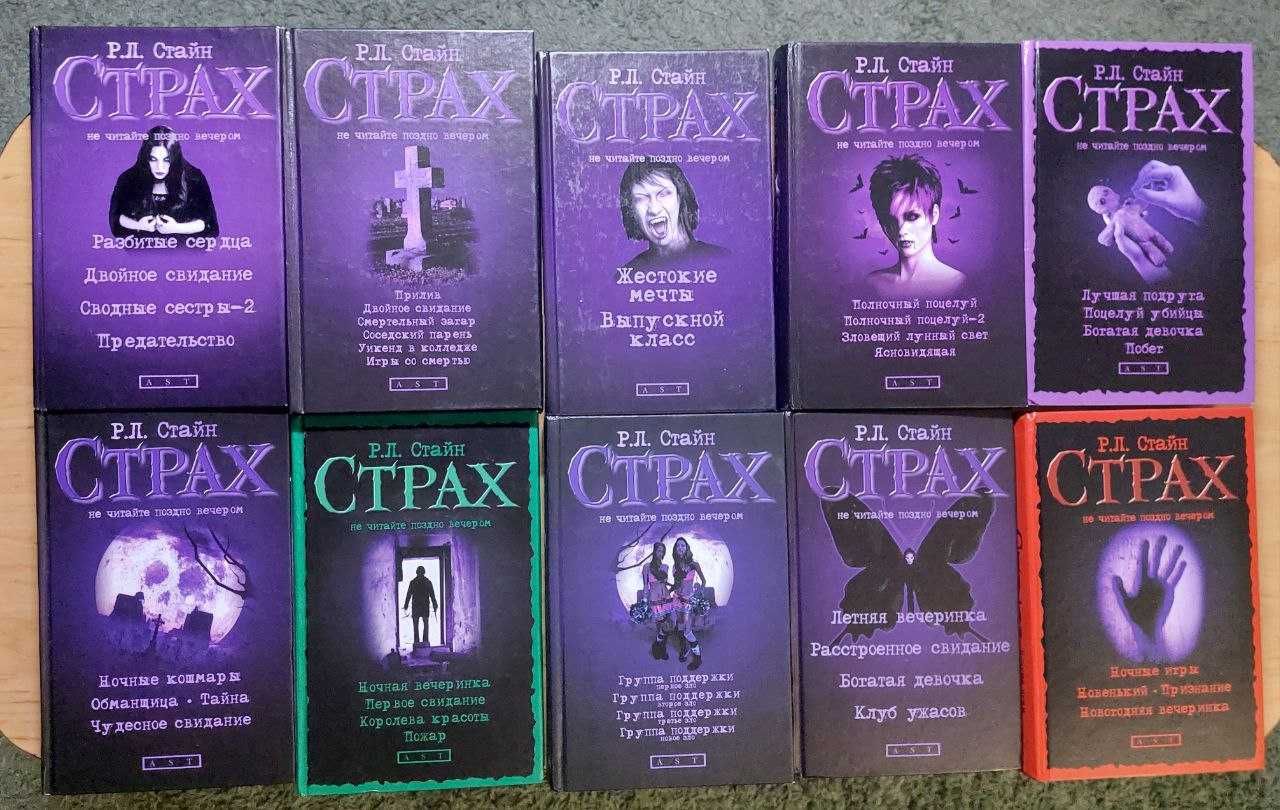 Р.Л. Стайн
СТРАХ
не читайте поздно вечером
Разбитые сердца
Двойное свидание
Сводные сестры-2
Предательство
AST
Р.Л. Стайн
СТРАХ
не читайте поздно вечером
Прилив
Двойное свидание
Смертельный загар
Соседский парень
Уикенд в колледже
Игры со смертью
AST
Р.Л. Стайн
СТРАХ
не читайте поздно вечером
Жестокие
мечты
Выпускной
класс
AST
Р.Л. Стайн
СТРАХ
не читайте поздно вечером
Полночный поцелуй
Полночный поцелуй-2
Зловещий лунный свет
Ясновидящая
AST
Р.Л. Стайн
СТРАХ
не читайте поздно вечером
Лучшая подруга
Поцелуй убийцы
Богатая девочка
Побег
AST
Р.Л. Стайн
СТРАХ
не читайте поздно вечером
Ночные кошмары
Обманщица · Тайна
Чудесное свидание
AST
Р.Л. Стайн
СТРАХ
не читайте поздно вечером
Ночная вечеринка
Первое свидание
Королева красоты
Пожар
AST
Р.Л. Стайн
СТРАХ
не читайте поздно вечером
Группа поддержки
первое зло
Группа поддержки
второе зло
Группа поддержки
третье зло
Группа поддержки
новое зло
AST
Р.Л. Стайн
СТРАХ
не читайте поздно вечером
Летняя вечеринка
Расстроенное свидание
Богатая девочка
Клуб ужасов
AST
Р.Л. Стайн
СТРАХ
не читайте поздно вечером
Ночные игры
Новенький · Признание
Новогодняя вечеринка
AST